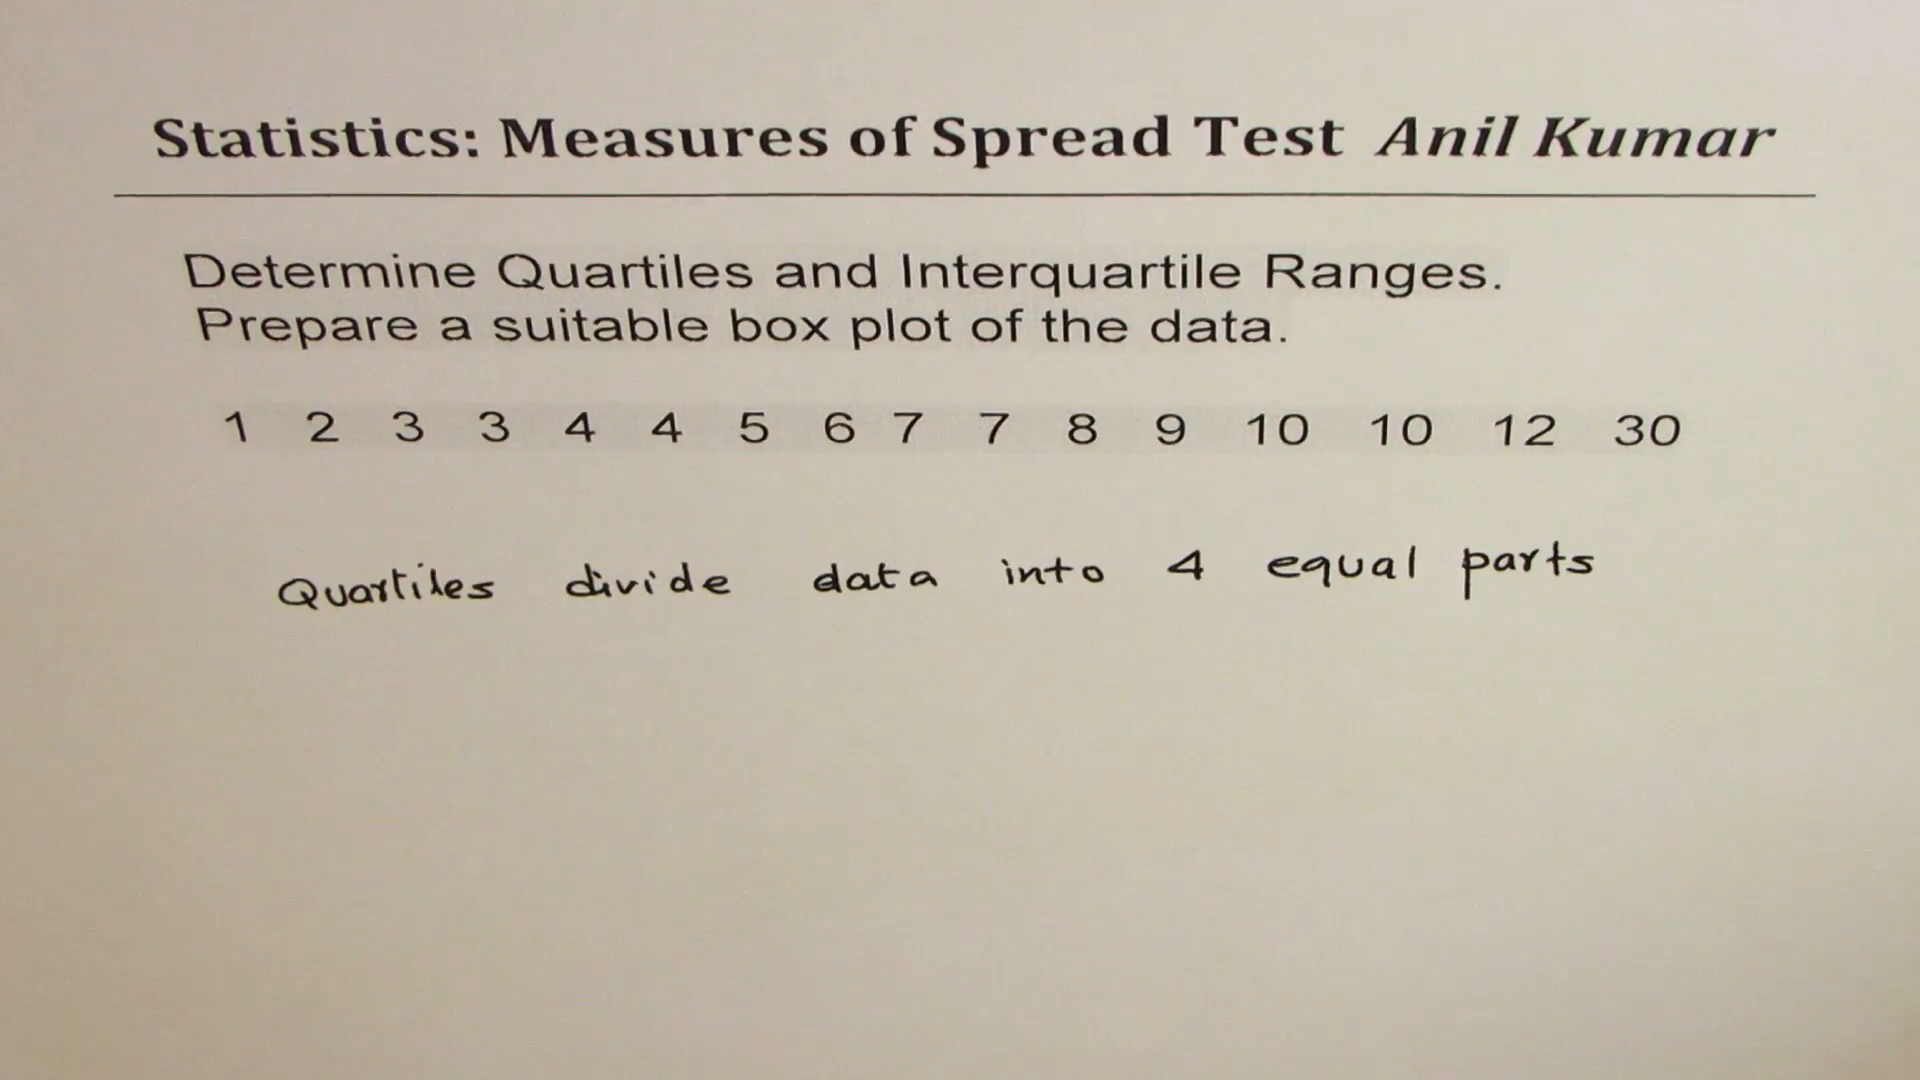 Statistics: Measures of Spread Test Anil Kumar
Determine Quartiles and Interquartile Ranges.
Prepare a suitable box plot of the data.
1 2 3 3 4 4 5 6 7 7 8 9 10 10 12 30
Quartiles divide data into 4 equal parts